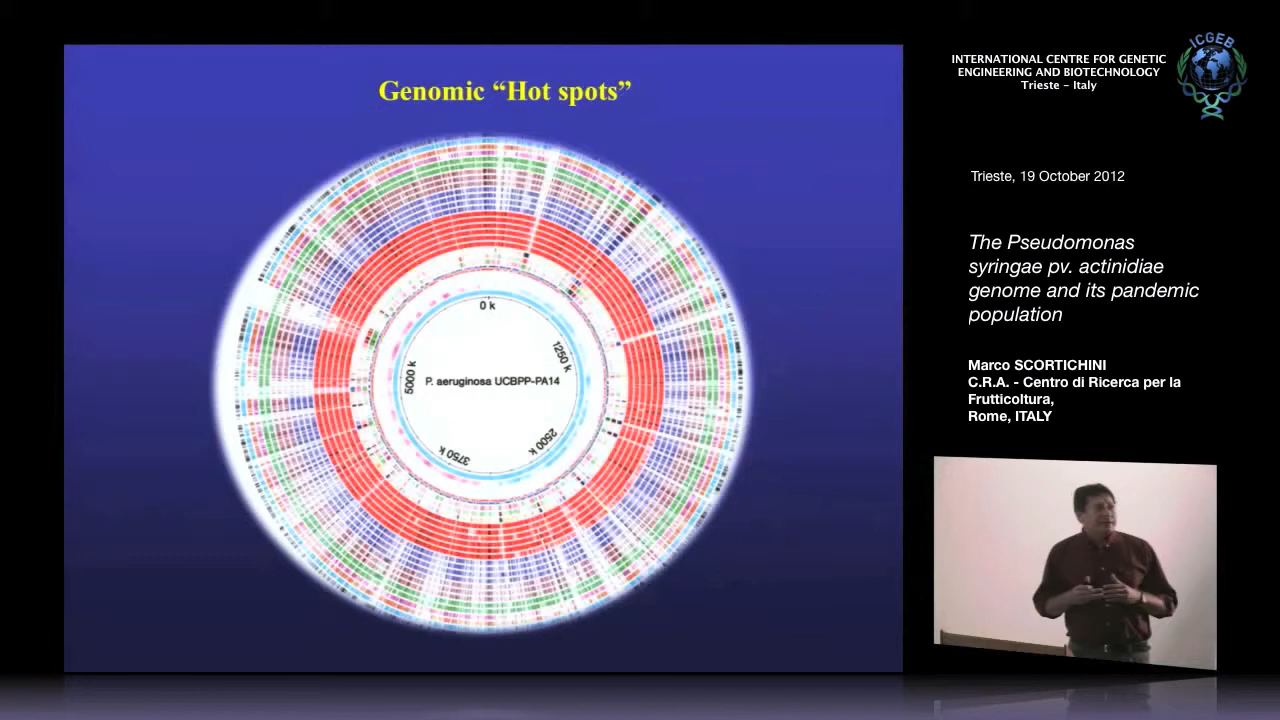 Genomic “Hot spots”
0 k
1250 k
2500 k
3750 k
5000 k
P. aeruginosa UCBPP-PA14
INTERNATIONAL CENTRE FOR GENETIC
ENGINEERING AND BIOTECHNOLOGY
Trieste – Italy
ICGEB
Trieste, 19 October 2012
The Pseudomonas
syringae pv. actinidiae
genome and its pandemic
population
Marco SCORTICHINI
C.R.A. - Centro di Ricerca per la
Frutticoltura,
Rome, ITALY